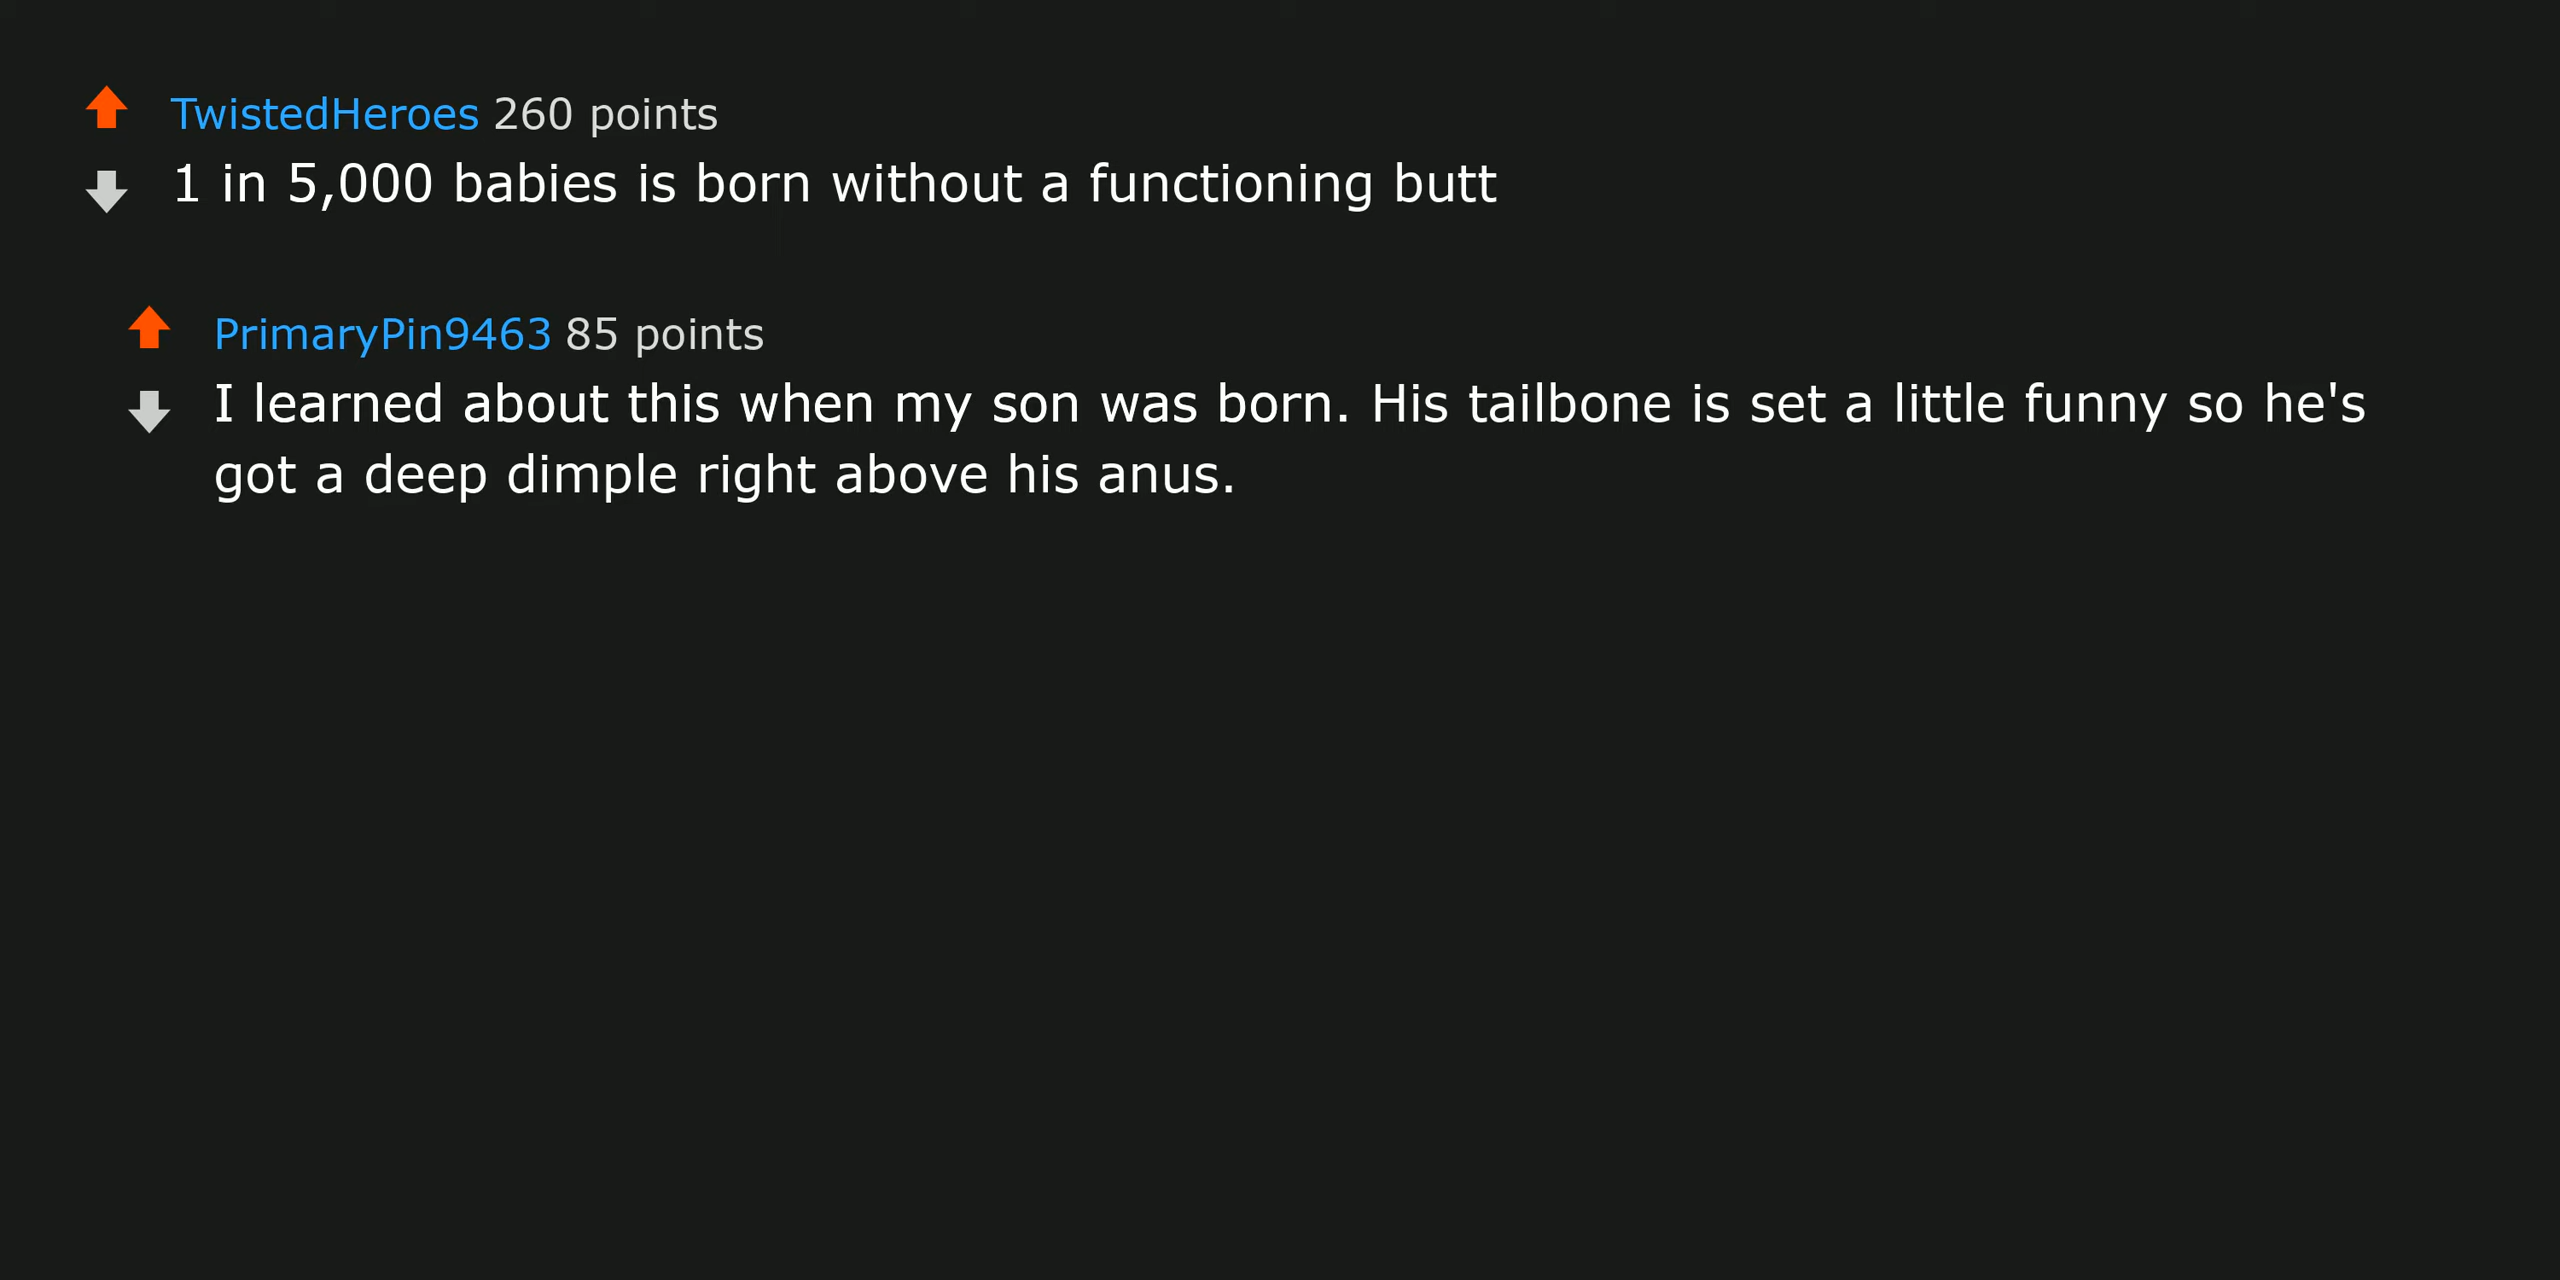 TwistedHeroes 260 points
1 in 5,000 babies is born without a functioning butt
PrimaryPin9463 85 points
I learned about this when my son was born. His tailbone is set a little funny so he's
got a deep dimple right above his anus.